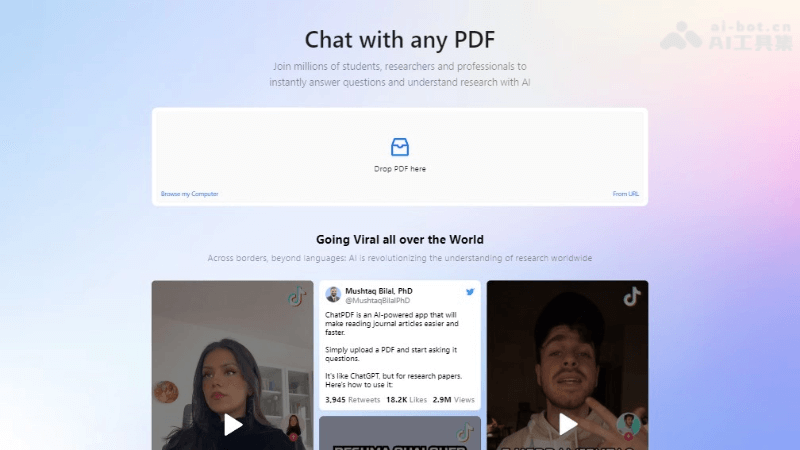 ai-bot.cn
AI工具集
Chat with any PDF
Join millions of students, researchers and professionals to
instantly answer questions and understand research with AI
Drop PDF here
Browse my Computer
From URL
Going Viral all over the World
Across borders, beyond languages: AI is revolutionizing the understanding of research worldwide
Mushtaq Bilal, PhD
@MushtaqBilalPhD
ChatPDF is an AI-powered app that will
make reading journal articles easier and
faster.
Simply upload a PDF and start asking it
questions.
It's like ChatGPT, but for research papers.
Here's how to use it:
3,945 Retweets 18.2K Likes 2.9M Views